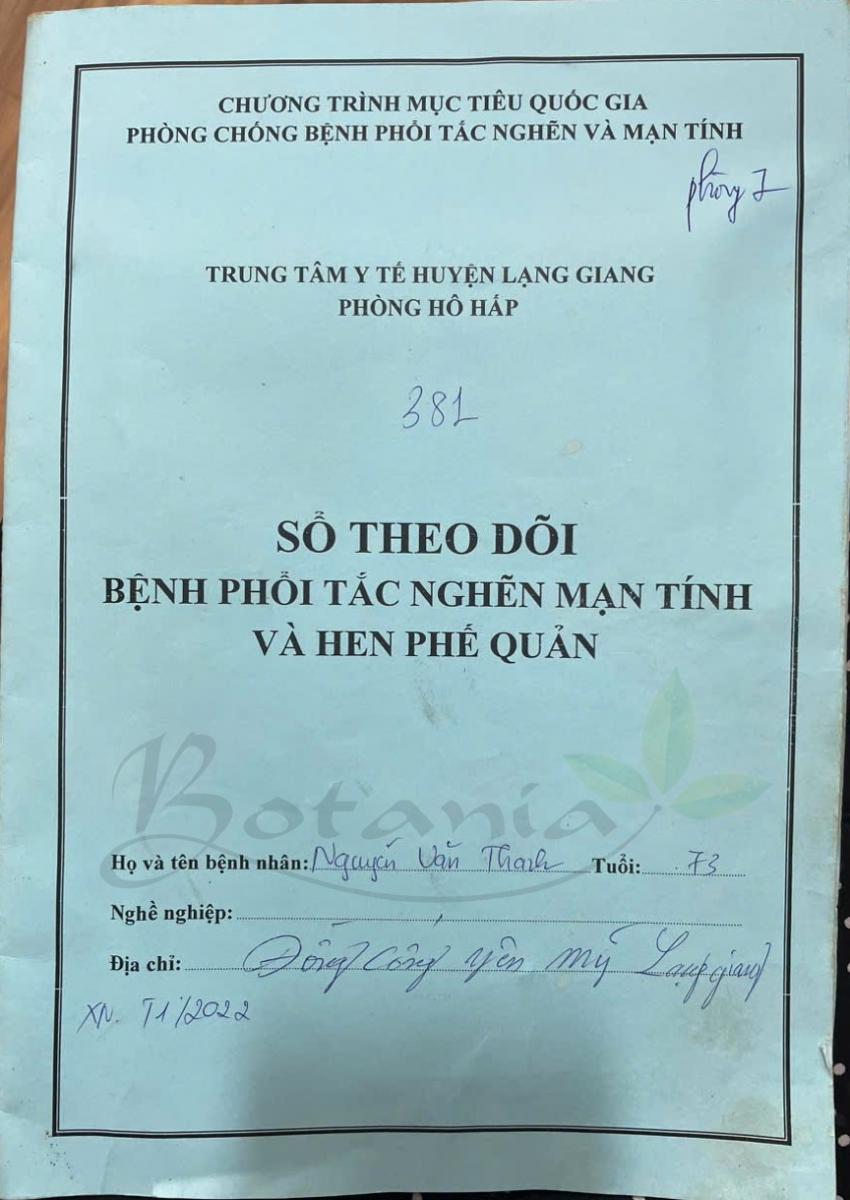 CHƯƠNG TRÌNH MỤC TIÊU QUỐC GIA
PHÒNG CHỐNG BỆNH PHỔI TẮC NGHẼN VÀ MẠN TÍNH
phòng I
TRUNG TÂM Y TẾ HUYỆN LẠNG GIANG
PHÒNG HÔ HẤP
381
SỔ THEO DÕI
BỆNH PHỔI TẮC NGHẼN MẠN TÍNH
VÀ HEN PHẾ QUẢN
Botania
Họ và tên bệnh nhân: Nguyễn Văn Thanh Tuổi: 73
Nghề nghiệp:
Địa chỉ: Đồng Công Yên Mỹ Lạng giang
XN. T1/2022